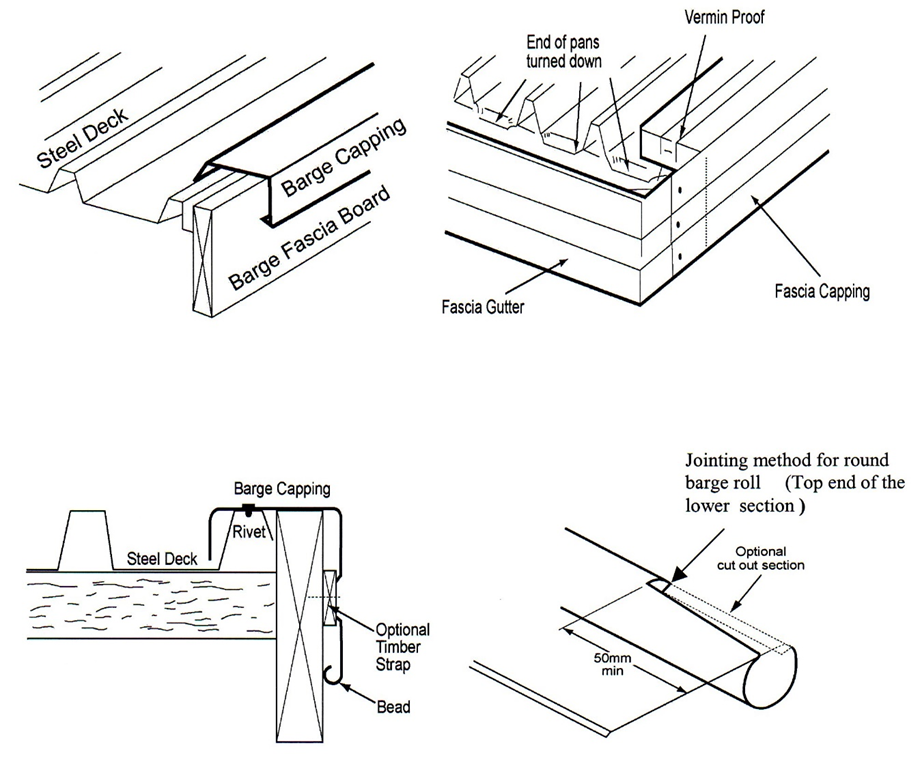 Steel Deck
Barge Capping
Barge Fascia Board
Vermin Proof
End of pans
turned down
Fascia Gutter
Fascia Capping
Barge Capping
Rivet
Steel Deck
Optional
Timber
Strap
Bead
Jointing method for round
barge roll (Top end of the
lower section )
Optional
cut out section
50mm
min